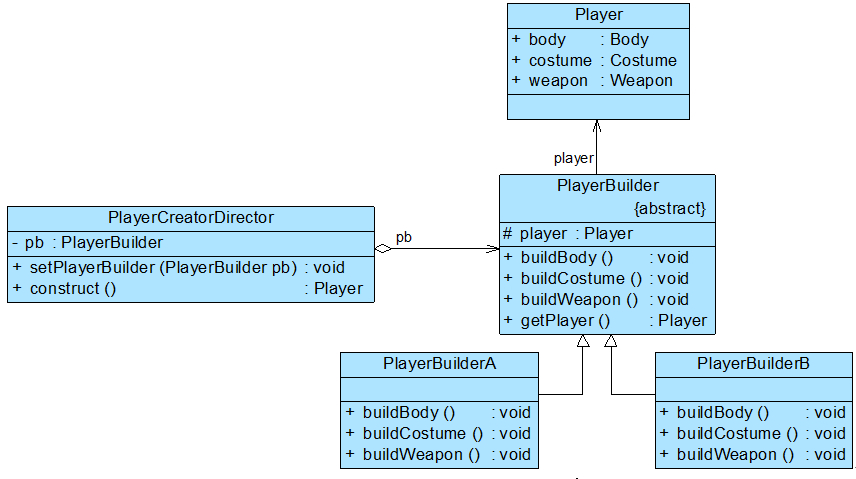 Player
+ body : Body
+ costume : Costume
+ weapon : Weapon
player
PlayerBuilder
{abstract}
# player : Player
+ buildBody () : void
+ buildCostume () : void
+ buildWeapon () : void
+ getPlayer () : Player
PlayerCreatorDirector
- pb : PlayerBuilder
+ setPlayerBuilder (PlayerBuilder pb) : void
+ construct () : Player
pb
PlayerBuilderA
+ buildBody () : void
+ buildCostume () : void
+ buildWeapon () : void
PlayerBuilderB
+ buildBody () : void
+ buildCostume () : void
+ buildWeapon () : void